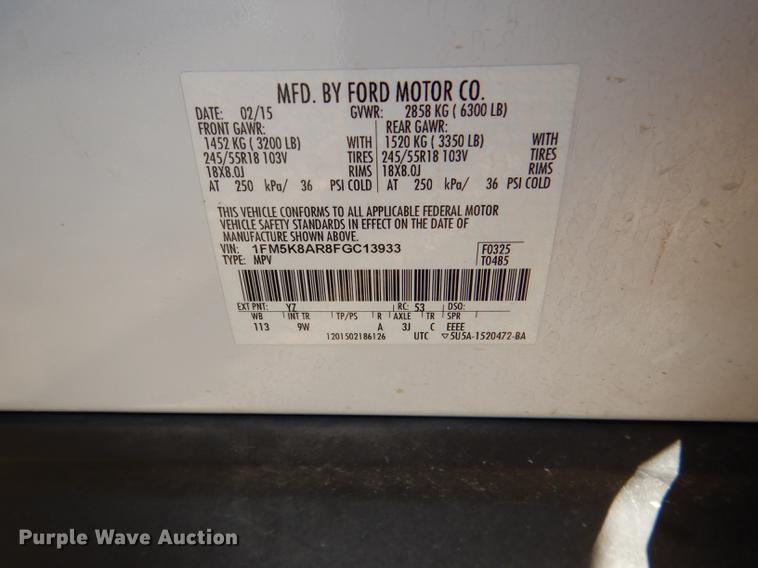 MFD. BY FORD MOTOR CO.
DATE: 02/15 GVWR: 2858 KG ( 6300 LB)
FRONT GAWR: REAR GAWR:
1452 KG ( 3200 LB) WITH 1520 KG ( 3350 LB) WITH
245/55R18 103V TIRES 245/55R18 103V TIRES
18X8.0J RIMS 18X8.0J RIMS
AT 250 kPa/ 36 PSI COLD AT 250 kPa/ 36 PSI COLD
THIS VEHICLE CONFORMS TO ALL APPLICABLE FEDERAL MOTOR
VEHICLE SAFETY STANDARDS IN EFFECT ON THE DATE OF
MANUFACTURE SHOWN ABOVE.
VIN: 1FM5K8AR8FGC13933 F0325
TYPE: MPV T0485
EXT PNT: YZ RC: 53 DSO:
WB INT TR TP/PS R AXLE TR SPR
113 9W A 3J C EEEE
1201502186126 UTC ▽5U5A-1520472-BA
Purple Wave Auction